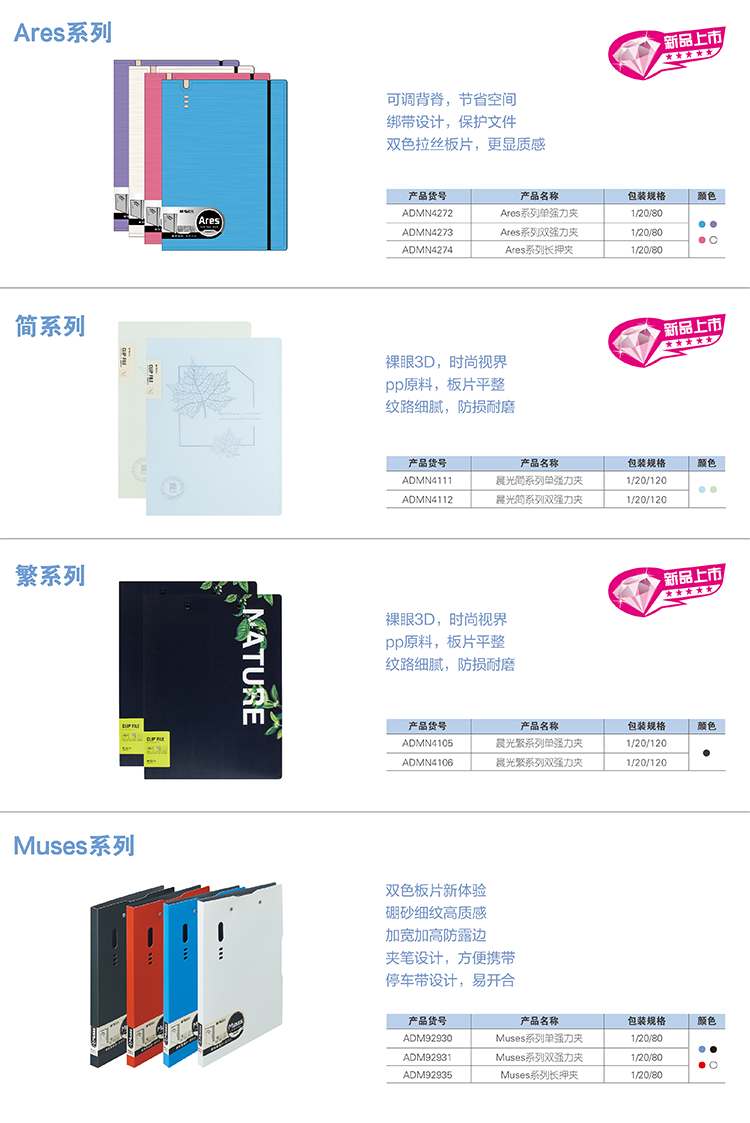 Ares系列
新品上市
可调背脊，节省空间
绑带设计，保护文件
双色拉丝板片，更显质感
Ares
产品货号 产品名称 包装规格 颜色
ADMN4272 Ares系列单强力夹 1/20/80
ADMN4273 Ares系列双强力夹 1/20/80
ADMN4274 Ares系列长押夹 1/20/80
简系列
新品上市
CLIP FILE
CLIP FILE
裸眼3D，时尚视界
pp原料，板片平整
纹路细腻，防损耐磨
产品货号 产品名称 包装规格 颜色
ADMN4111 晨光简系列单强力夹 1/20/120
ADMN4112 晨光简系列双强力夹 1/20/120
繁系列
新品上市
NATURE
CLIP FILE
CLIP FILE
裸眼3D，时尚视界
pp原料，板片平整
纹路细腻，防损耐磨
产品货号 产品名称 包装规格 颜色
ADMN4105 晨光繁系列单强力夹 1/20/120
ADMN4106 晨光繁系列双强力夹 1/20/120
Muses系列
双色板片新体验
硼砂细纹高质感
加宽加高防露边
夹笔设计，方便携带
停车带设计，易开合
Muses
产品货号 产品名称 包装规格 颜色
ADM92930 Muses系列单强力夹 1/20/80
ADM92931 Muses系列双强力夹 1/20/80
ADM92935 Muses系列长押夹 1/20/80